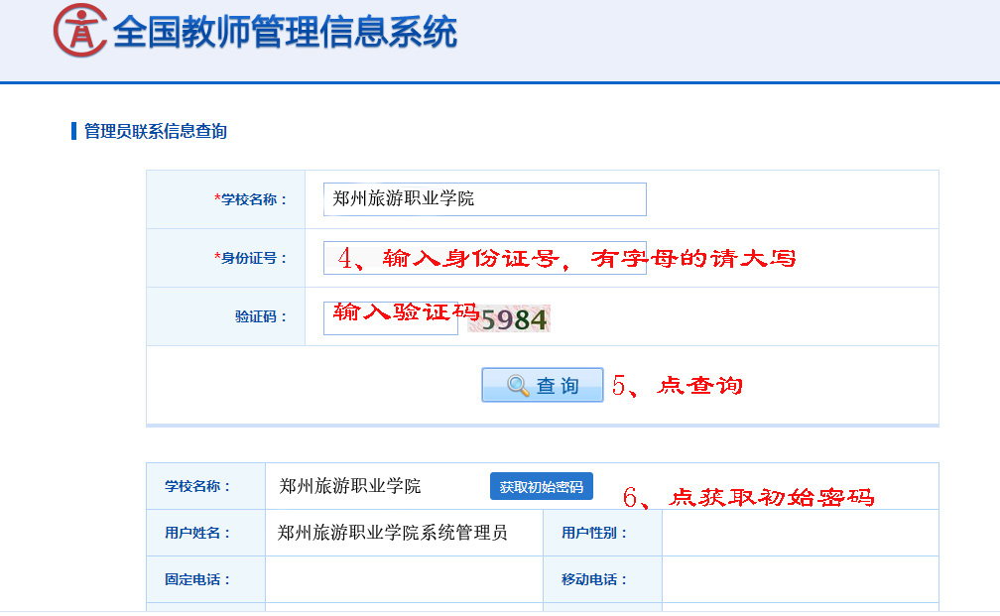 全国教师管理信息系统
管理员联系信息查询
*学校名称： 郑州旅游职业学院
*身份证号： 4、输入身份证号，有字母的请大写
验证码： 输入验证码 5984
查 询 5、点查询
学校名称： 郑州旅游职业学院 获取初始密码 6、点获取初始密码
用户姓名： 郑州旅游职业学院系统管理员 用户性别：
固定电话： 移动电话：